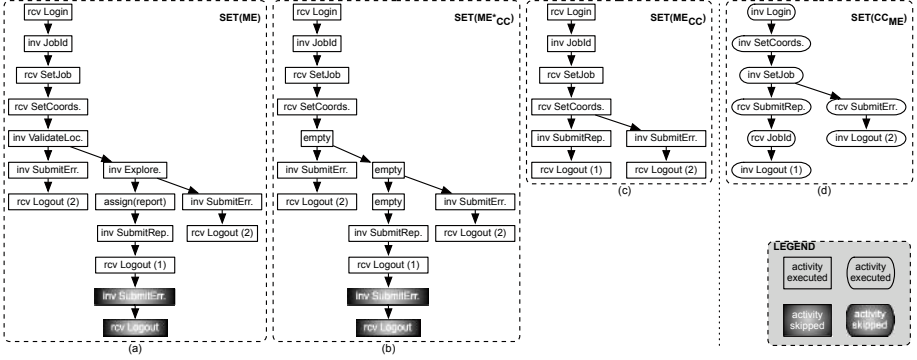 SET(ME)
rcv Login
inv JobId
rcv SetJob
rcv SetCoords.
inv ValidateLoc.
inv SubmitErr.
inv Explore.
rcv Logout (2)
assign(report)
inv SubmitErr.
inv SubmitRep.
rcv Logout (2)
rcv Logout (1)
inv SubmitErr.
rcv Logout
(a)
SET(ME*CC)
rcv Login
inv JobId
rcv SetJob
rcv SetCoords.
empty
inv SubmitErr.
empty
rcv Logout (2)
empty
inv SubmitErr.
inv SubmitRep.
rcv Logout (2)
rcv Logout (1)
inv SubmitErr.
rcv Logout
(b)
SET(MECC)
rcv Login
inv JobId
rcv SetJob
rcv SetCoords.
inv SubmitRep.
inv SubmitErr.
rcv Logout (1)
rcv Logout (2)
(c)
SET(CCME)
inv Login
inv SetCoords.
inv SetJob
rcv SubmitRep.
rcv SubmitErr.
rcv JobId
inv Logout (2)
inv Logout (1)
(d)
LEGEND
activity
executed
activity
executed
activity
skipped
activity
skipped